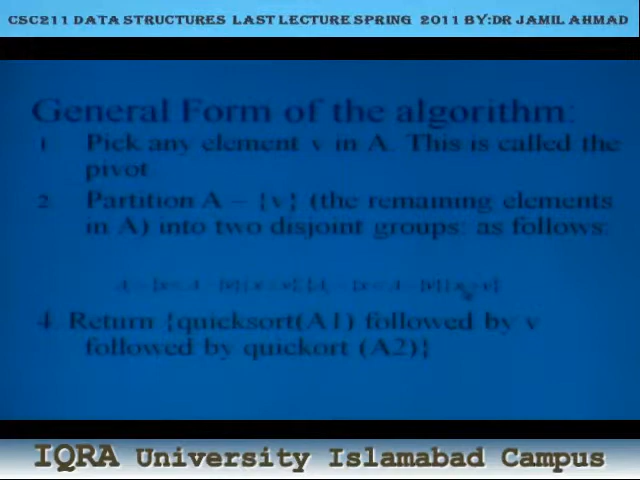 CSC211 DATA STRUCTURES LAST LECTURE SPRING 2011 BY:DR JAMIL AHMAD
General Form of the algorithm:
1 Pick any element v in A. This is called the
pivot
2 Partition A – {v} (the remaining elements
in A) into two disjoint groups: as follows:
4 Return {quicksort(A1) followed by v
followed by quickort (A2)}
IQRA University Islamabad Campus